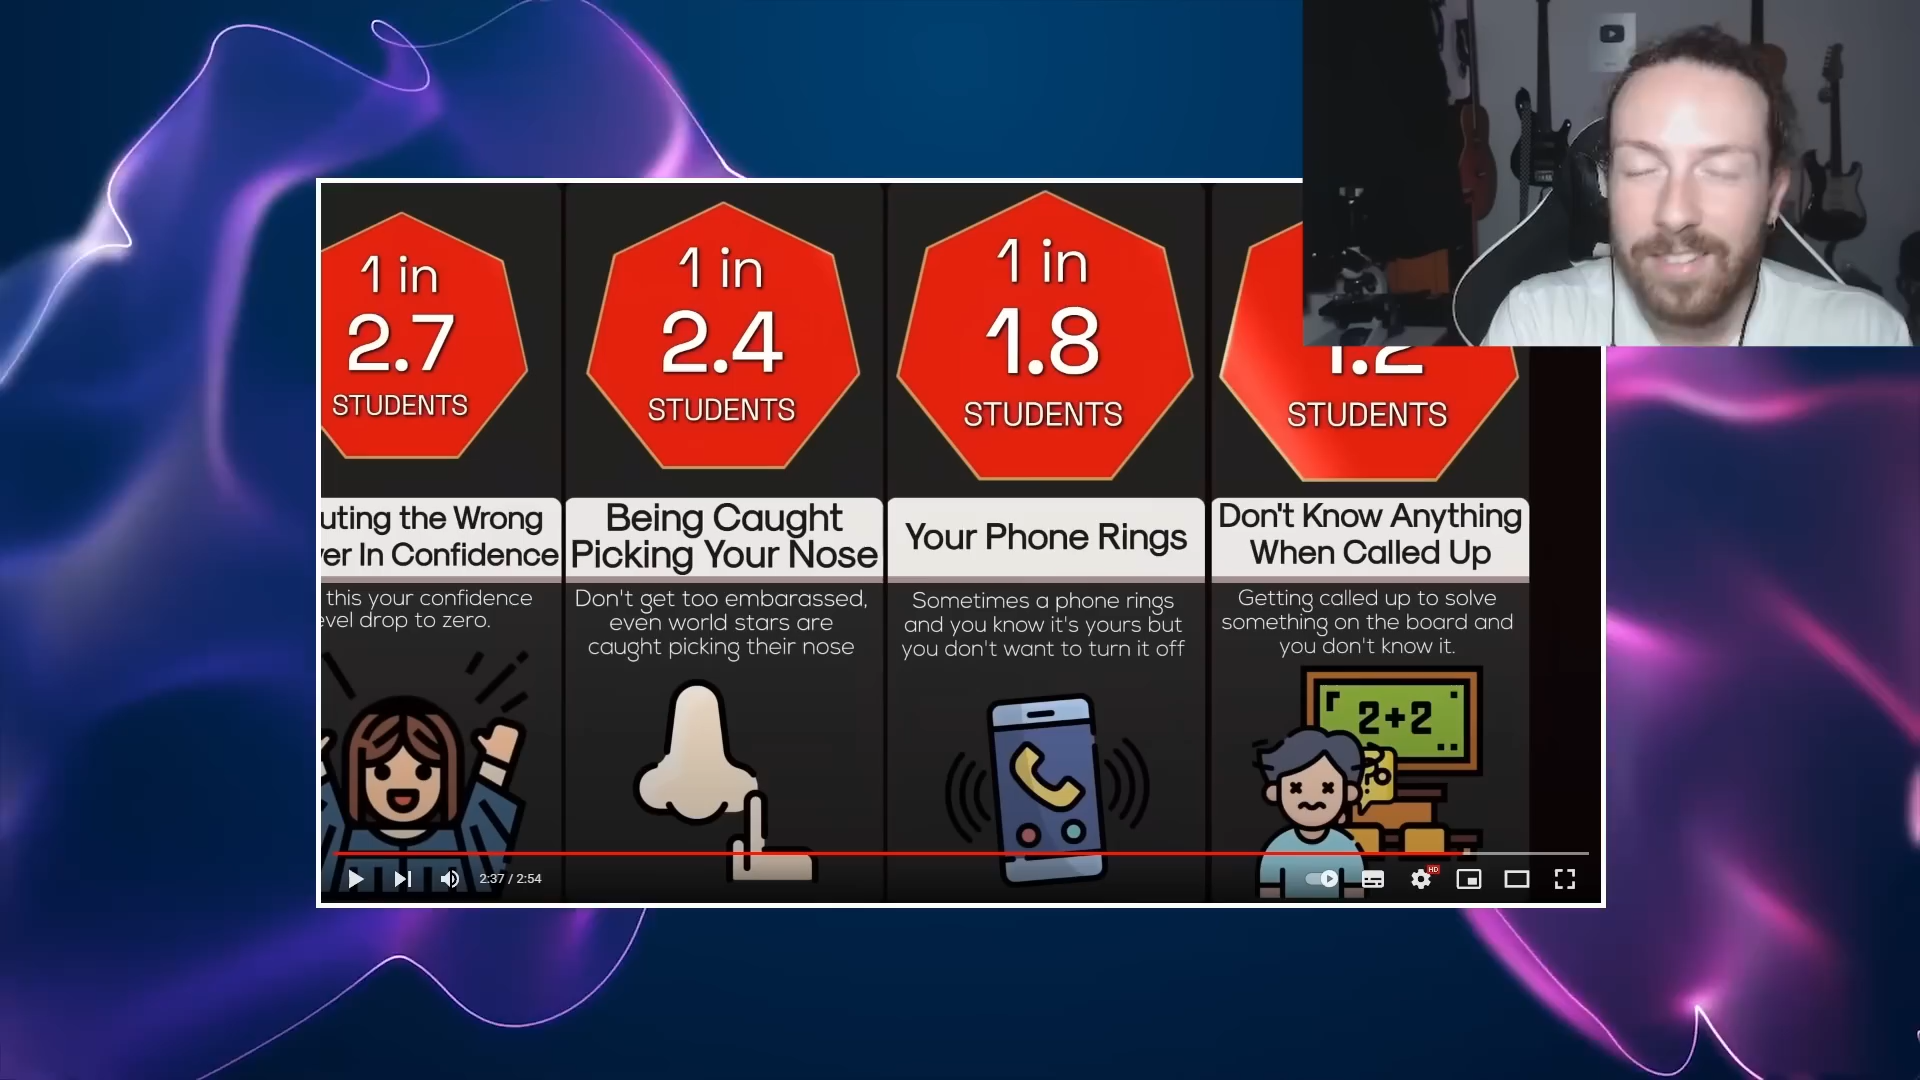 1 in
2.7
STUDENTS
uting the Wrong
er In Confidence
this your confidence
evel drop to zero.
1 in
2.4
STUDENTS
Being Caught
Picking Your Nose
Don't get too embarassed,
even world stars are
caught picking their nose
1 in
1.8
STUDENTS
Your Phone Rings
Sometimes a phone rings
and you know it's yours but
you don't want to turn it off
1.2
STUDENTS
Don't Know Anything
When Called Up
Getting called up to solve
something on the board and
you don't know it.
2+2
?
2:37 / 2:54
HD